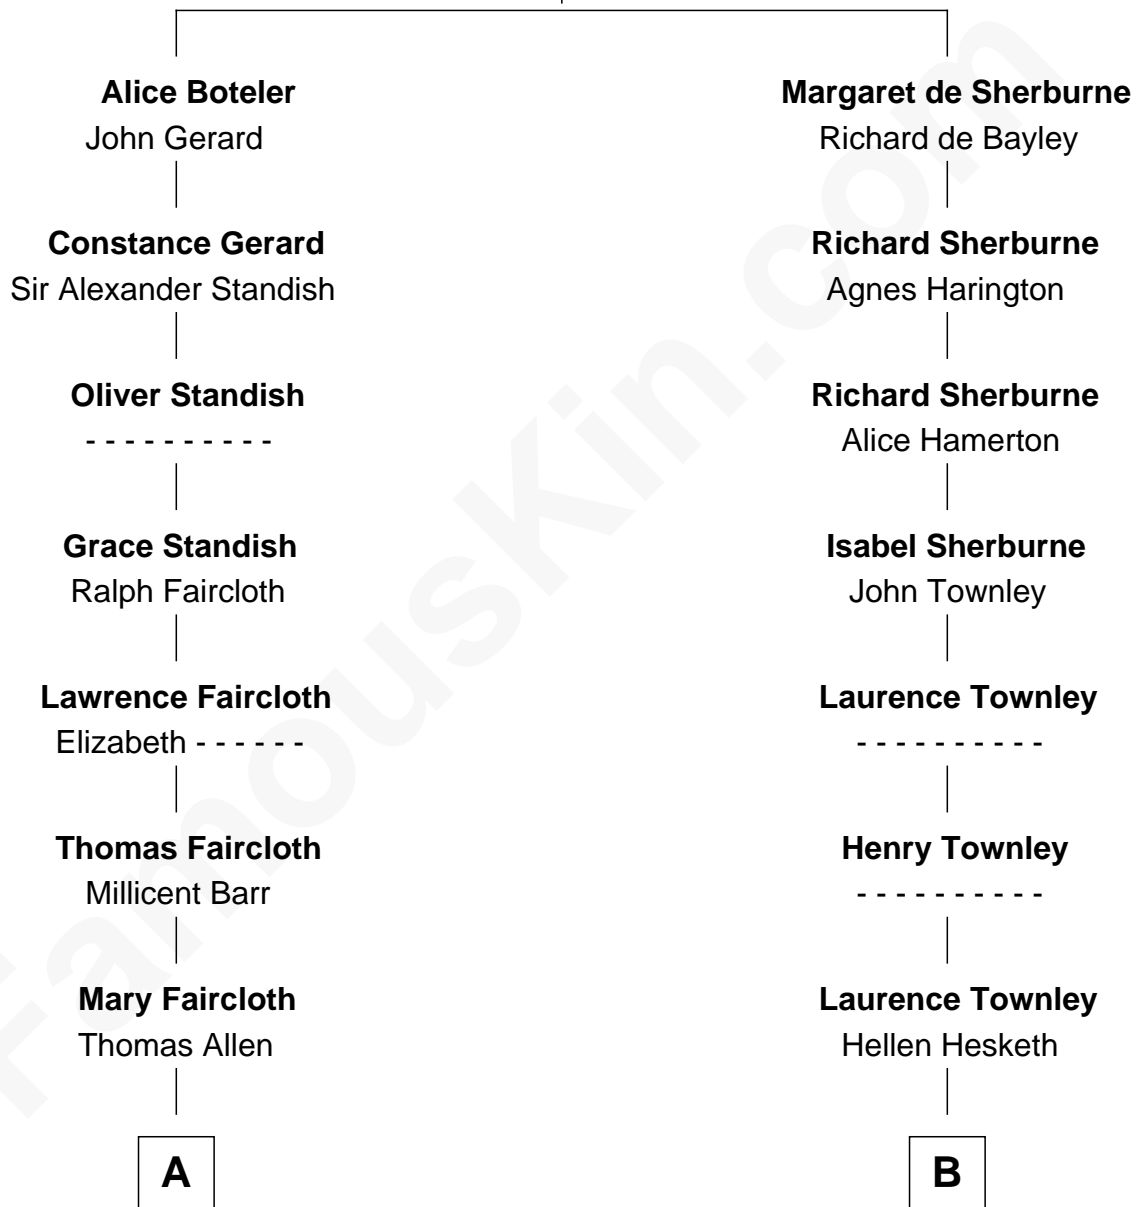 Alice Boteler
John Gerard
Constance Gerard
Sir Alexander Standish
Oliver Standish
- - - - - - - - - -
Grace Standish
Ralph Faircloth
Lawrence Faircloth
Elizabeth - - - - - -
Thomas Faircloth
Millicent Barr
Mary Faircloth
Thomas Allen
A
Margaret de Sherburne
Richard de Bayley
Richard Sherburne
Agnes Harington
Richard Sherburne
Alice Hamerton
Isabel Sherburne
John Townley
Laurence Townley
- - - - - - - - - -
Henry Townley
- - - - - - - - - -
Laurence Townley
Hellen Hesketh
B
FamousKin.com